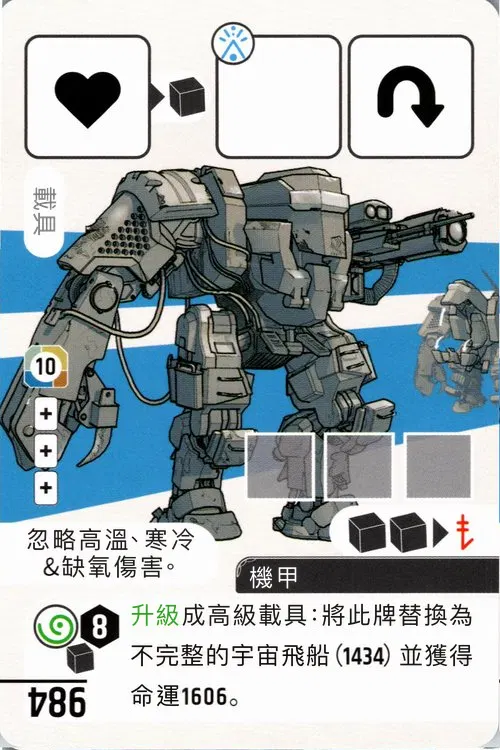 載具
10
+
+
+
忽略高溫、寒冷
&缺氧傷害。
機甲
8
升級成高級載具：將此牌替換為
不完整的宇宙飛船（1434）並獲得
命運1606。
984